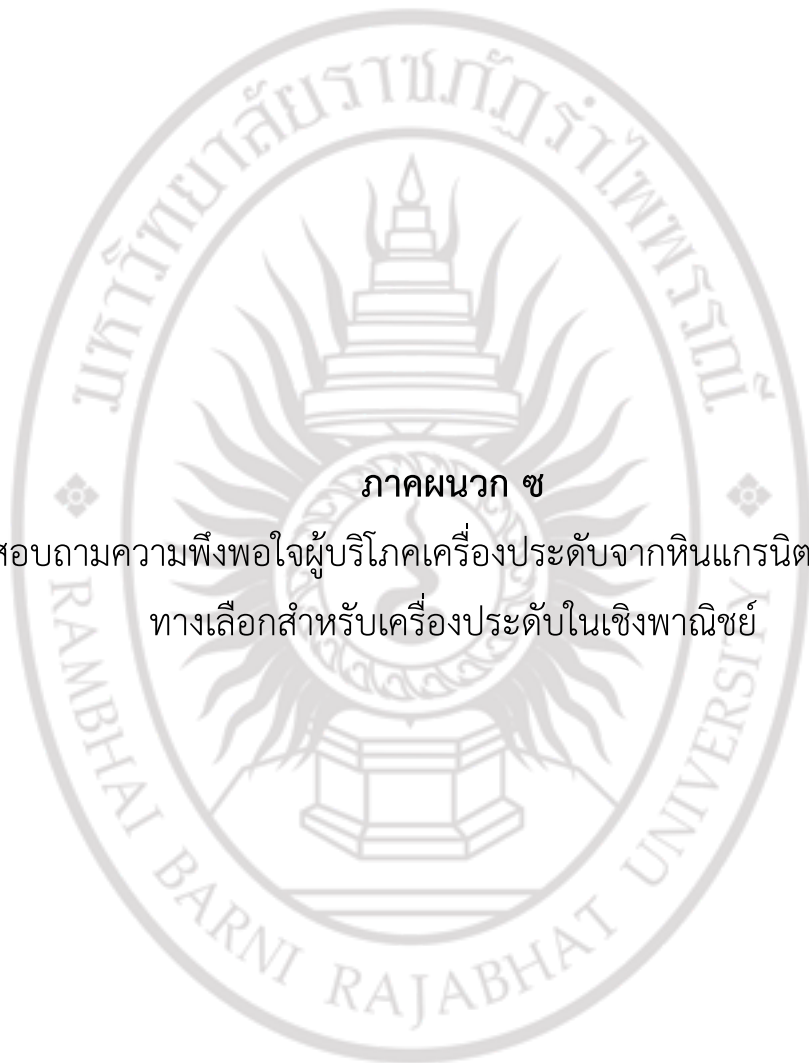 มหาวิทยาลัยราชภัฏรำไพพรรณี
ภาคผนวก ซ
สอบถามความพึงพอใจผู้บริโภคเครื่องประดับจากหินแกรนิต
ทางเลือกสำหรับเครื่องประดับในเชิงพาณิชย์
RAMBHAI BARNI RAJABHAT UNIVERSITY